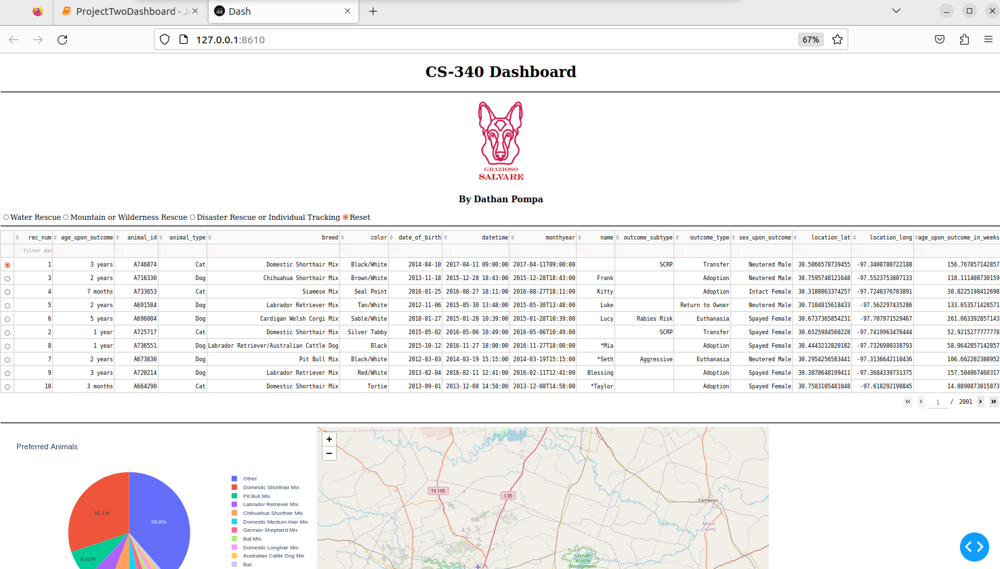 ProjectTwoDashboard - J
Dash
127.0.0.1:8610
67%
CS-340 Dashboard
GRAZIOSO
SALVARE
By Dathan Pompa
Water Rescue Mountain or Wilderness Rescue Disaster Rescue or Individual Tracking Reset
rec_num age_upon_outcome animal_id animal_type breed color date_of_birth datetime monthyear name outcome_subtype outcome_type sex_upon_outcome location_lat location_long age_upon_outcome_in_weeks
filter dat
1 3 years A746874 Cat Domestic Shorthair Mix Black/White 2014-04-10 2017-04-11 09:00:00 2017-04-11T09:00:00 SCRP Transfer Neutered Male 30.5066578739455 -97.3408780722188 156.767857142857
3 2 years A716330 Dog Chihuahua Shorthair Mix Brown/White 2013-11-18 2015-12-28 18:43:00 2015-12-28T18:43:00 Frank Adoption Neutered Male 30.7595748121648 -97.5523753807133 110.111408730159
4 7 months A733653 Cat Siamese Mix Seal Point 2016-01-25 2016-08-27 18:11:00 2016-08-27T18:11:00 Kitty Adoption Intact Female 30.3188063374257 -97.7240376703891 30.8225198412698
5 2 years A691584 Dog Labrador Retriever Mix Tan/White 2012-11-06 2015-05-30 13:48:00 2015-05-30T13:48:00 Luke Return to Owner Neutered Male 30.7104815618433 -97.562297435286 133.653571428571
6 5 years A696004 Dog Cardigan Welsh Corgi Mix Sable/White 2010-01-27 2015-01-28 10:39:00 2015-01-28T10:39:00 Lucy Rabies Risk Euthanasia Spayed Female 30.6737365854231 -97.707971529467 261.063392857143
2 1 year A725717 Cat Domestic Shorthair Mix Silver Tabby 2015-05-02 2016-05-06 10:49:00 2016-05-06T10:49:00 SCRP Transfer Spayed Female 30.6525984560228 -97.7419963476444 52.9215277777778
8 1 year A736551 Dog Labrador Retriever/Australian Cattle Dog Black 2015-10-12 2016-11-27 18:00:00 2016-11-27T18:00:00 *Mia Adoption Spayed Female 30.4443212820182 -97.7326980338793 58.9642857142857
7 2 years A673830 Dog Pit Bull Mix Black/White 2012-03-03 2014-03-19 15:15:00 2014-03-19T15:15:00 *Seth Aggressive Euthanasia Neutered Male 30.2954256583441 -97.3136642110436 106.662202380952
9 3 years A720214 Dog Labrador Retriever Mix Red/White 2013-02-04 2016-02-11 12:41:00 2016-02-11T12:41:00 Blessing Adoption Spayed Female 30.3870648199411 -97.3684339731375 157.504067460317
10 3 months A664290 Cat Domestic Shorthair Mix Tortie 2013-09-01 2013-12-08 14:58:00 2013-12-08T14:58:00 *Taylor Adoption Spayed Female 30.7583105481048 -97.618292198845 14.0890873015873
1 / 2001
Preferred Animals
Other
Domestic Shorthair Mix
Pit Bull Mix
Labrador Retriever Mix
Chihuahua Shorthair Mix
Domestic Medium Hair Mix
German Shepherd Mix
Bat Mix
Domestic Longhair Mix
Australian Cattle Dog Mix
Bat
30.1%
38.6%
8.01%
+
−
TX 195
I 35
Cameron
Milam
County
Granger
Wildlife
Management